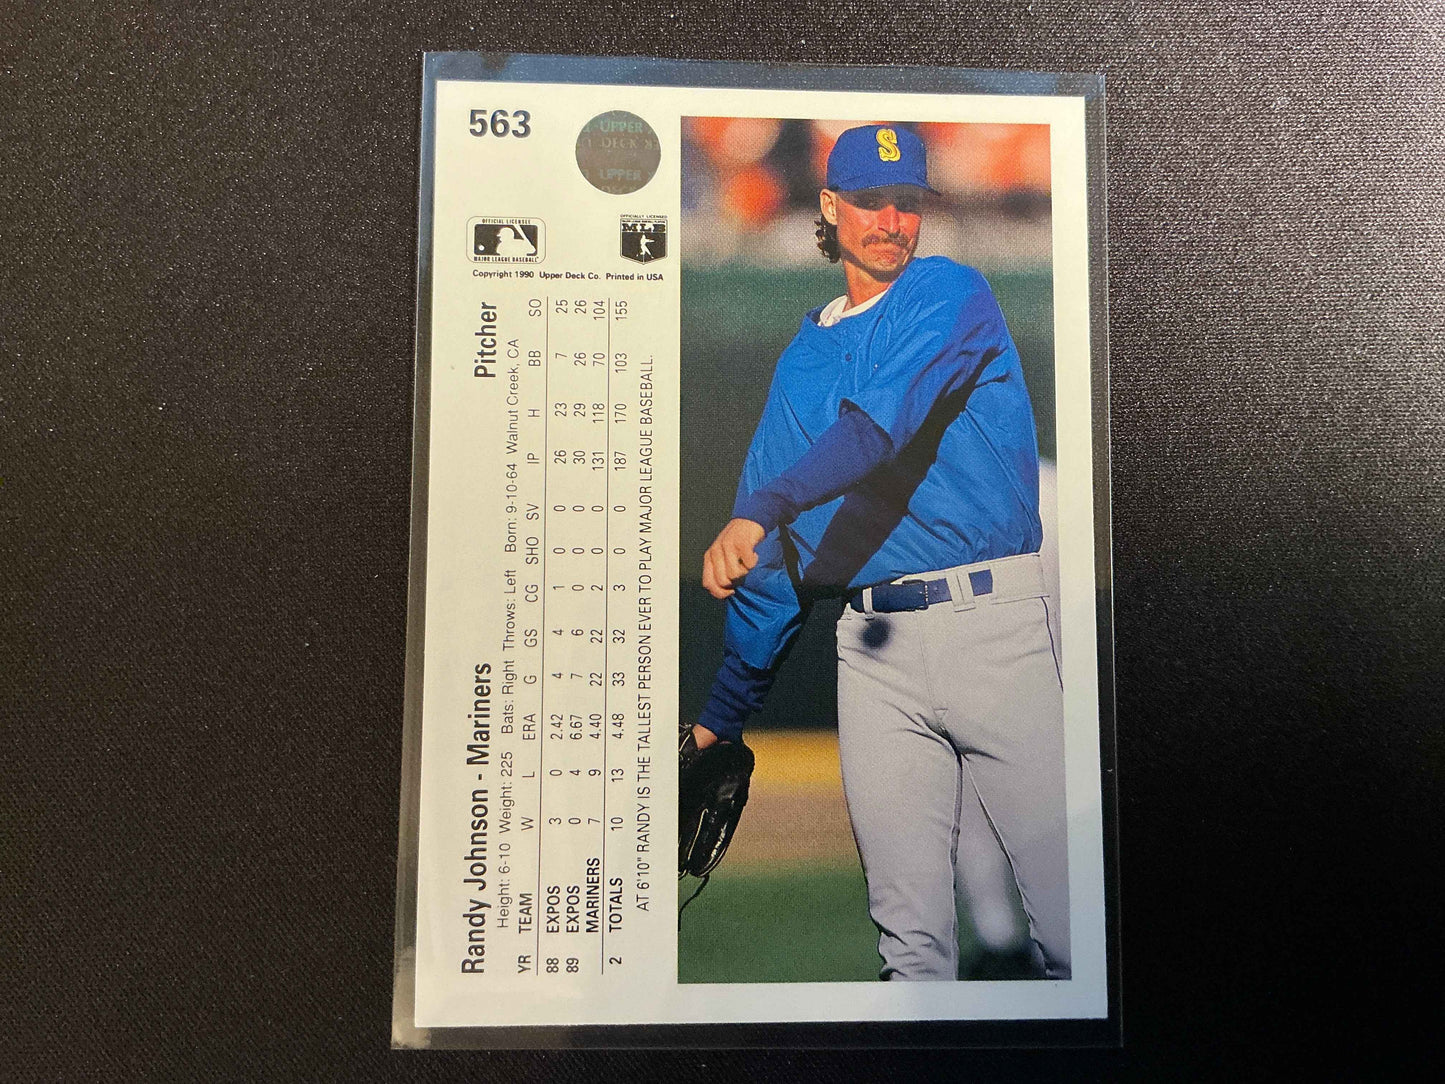 563
UPPER
DECK
UPPER
DECK
OFFICIAL LICENSEE
MAJOR LEAGUE BASEBALL
OFFICIALLY LICENSED
MLB
Copyright 1990 Upper Deck Co. Printed in USA
Randy Johnson - Mariners Pitcher
Height: 6-10 Weight: 225 Bats: Right Throws: Left Born: 9-10-64 Walnut Creek, CA
YR TEAM W L ERA G GS CG SHO SV IP H BB SO
88 EXPOS 3 0 2.42 4 4 1 0 0 26 23 7 25
89 EXPOS 0 4 6.67 7 6 0 0 0 30 29 26 26
MARINERS 7 9 4.40 22 22 2 0 0 131 118 70 104
2 TOTALS 10 13 4.48 33 32 3 0 0 187 170 103 155
AT 6'10" RANDY IS THE TALLEST PERSON EVER TO PLAY MAJOR LEAGUE BASEBALL.
S